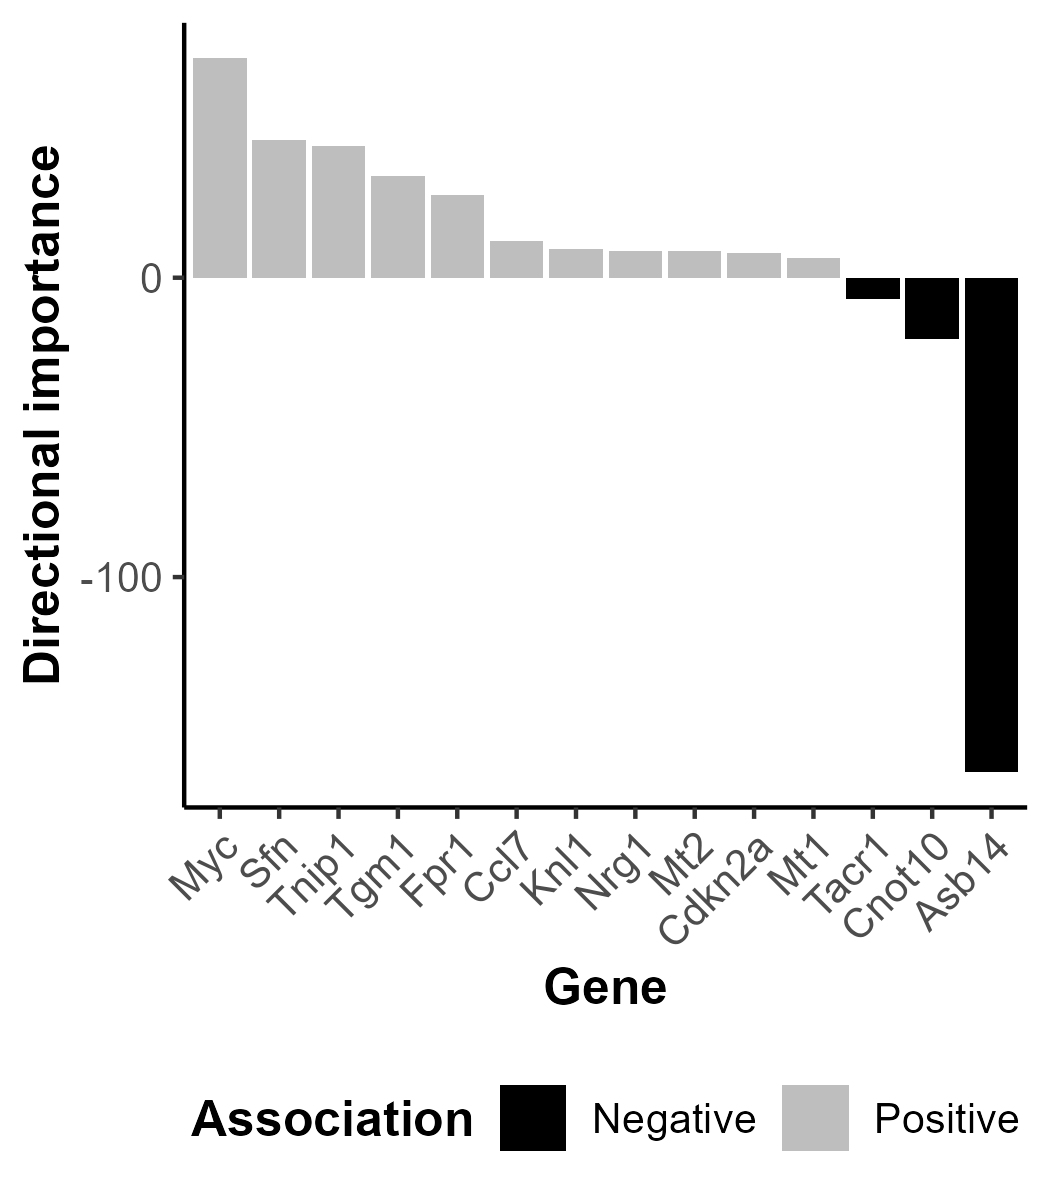 Directional importance
0
-100
Myc
Sfn
Tnip1
Tgm1
Fpr1
Ccl7
Knl1
Nrg1
Mt2
Cdkn2a
Mt1
Tacr1
Cnot10
Asb14
Gene
Association Negative Positive